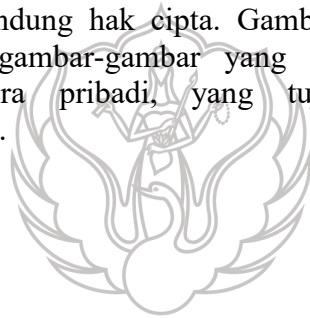 ndung hak cipta. Gamb
gambar-gambar yang
ra pribadi, yang tu
.